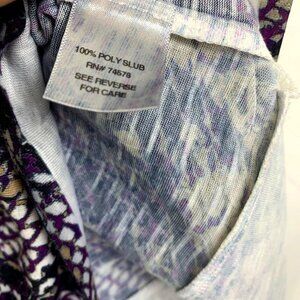 100% POLY SLUB
RN# 74578
SEE REVERSE
FOR CARE